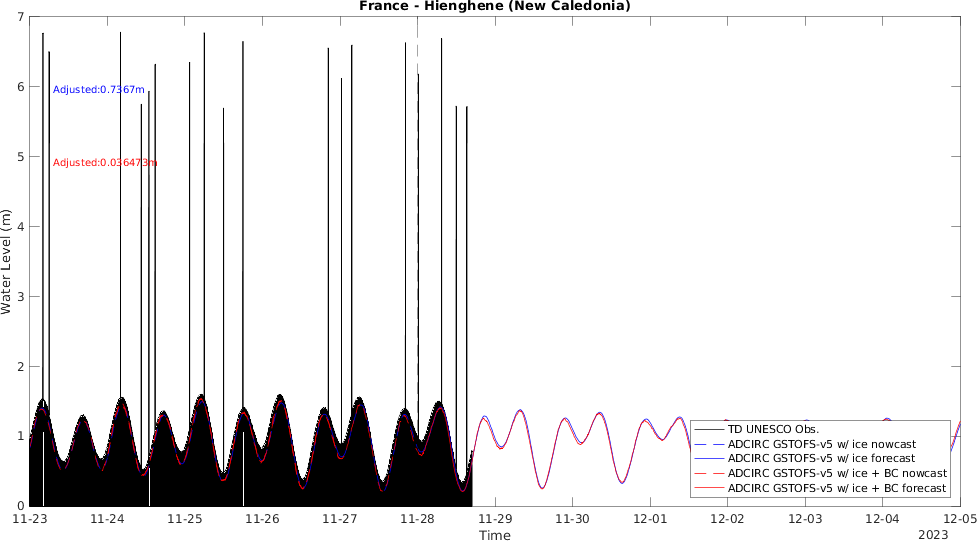 France - Hienghene (New Caledonia)
7
6
5
4
3
2
1
0
Water Level (m)
Adjusted:0.7367m
Adjusted:0.036473m
TD UNESCO Obs.
ADCIRC GSTOFS-v5 w/ ice nowcast
ADCIRC GSTOFS-v5 w/ ice forecast
ADCIRC GSTOFS-v5 w/ ice + BC nowcast
ADCIRC GSTOFS-v5 w/ ice + BC forecast
11-23 11-24 11-25 11-26 11-27 11-28 11-29 11-30 12-01 12-02 12-03 12-04 12-05
Time
2023